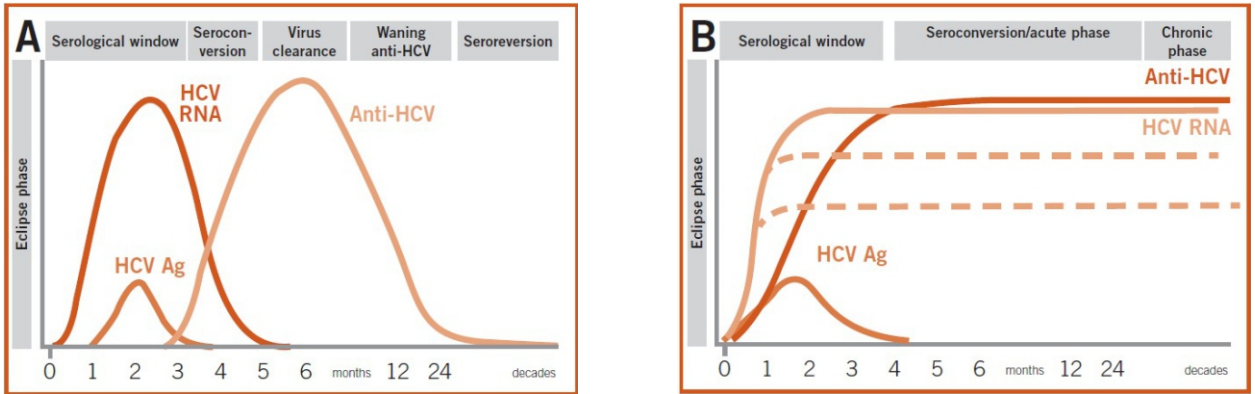 A
Serological window
Serocon-
version
Virus
clearance
Waning
anti-HCV
Seroreversion
HCV
RNA
Anti-HCV
HCV Ag
Eclipse phase
0 1 2 3 4 5 6 months 12 24 decades
B
Serological window
Seroconversion/acute phase
Chronic
phase
Anti-HCV
HCV RNA
HCV Ag
Eclipse phase
0 1 2 3 4 5 6 months 12 24 decades